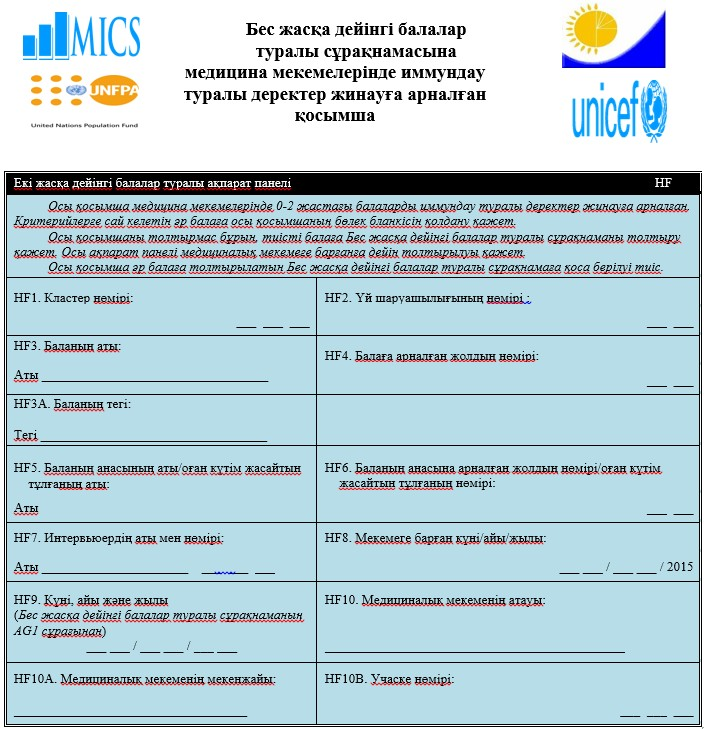 MICS
UNFPA
United Nations Population Fund
Бес жасқа дейінгі балалар
туралы сұрақнамасына
медицина мекемелерінде иммундау
туралы деректер жинауға арналған
қосымша
unicef
Екі жасқа дейінгі балалар туралы ақпарат панелі HF
Осы қосымша медицина мекемелерінде 0-2 жастағы балаларды иммундау туралы деректер жинауға арналған.
Критерийлерге сай келетін әр балаға осы қосымшаның бөлек бланкісін қолдану қажет.
Осы қосымшаны толтырмас бұрын, тиісті балаға Бес жасқа дейінгі балалар туралы сұрақнаманы толтыру
қажет. Осы ақпарат панелі медициналық мекемеге барғанға дейін толтырылуы қажет.
Осы қосымша әр балаға толтырылатын Бес жасқа дейінгі балалар туралы сұрақнамаға қоса берілуі тиіс.
HF1. Кластер нөмірі:
___ ___ ___
HF2. Үй шаруашылығының нөмірі :
___ ___
HF3. Баланың аты:
Аты ___________________________________
HF4. Балаға арналған жолдың нөмірі:
___ ___
HF3A. Баланың тегі:
Тегі ___________________________________
HF5. Баланың анасының аты/оған күтім жасайтын
тұлғаның аты:
Аты
HF6. Баланың анасына арналған жолдың нөмірі/оған күтім
жасайтын тұлғаның нөмірі:
___ ___
HF7. Интервьюердің аты мен нөмірі:
Аты _______________________ ___ ___ ___
HF8. Мекемеге барған күні/айы/жылы:
___ ___ / ___ ___ / 2015
HF9. Күні, айы және жылы
(Бес жасқа дейінгі балалар туралы сұрақнаманың
AG1 сұрағынан)
___ ___ / ___ ___ / ___ ___
HF10. Медициналық мекеменің атауы:
______________________________________________
HF10A. Медициналық мекеменің мекенжайы:
____________________________________
HF10B. Учаске нөмірі:
___ ___ ___